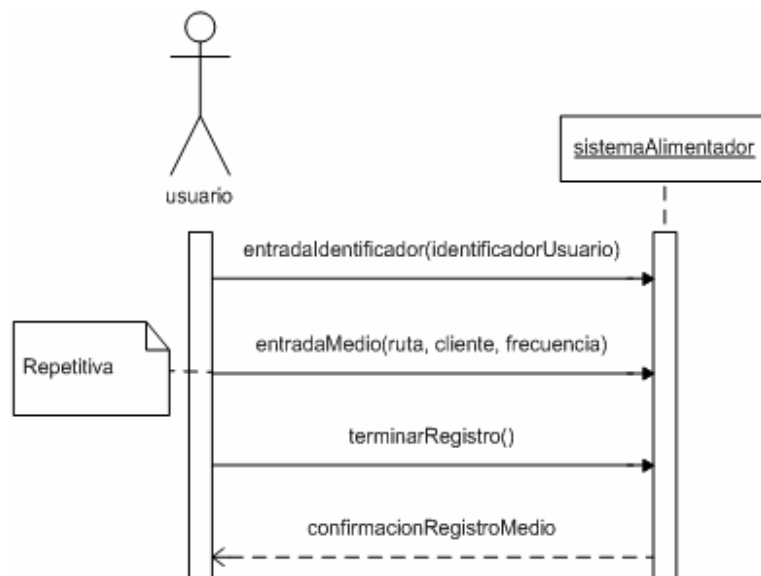 sistemaAlimentador
usuario
entradaIdentificador(identificadorUsuario)
entradaMedio(ruta, cliente, frecuencia)
Repetitiva
terminarRegistro()
confirmacionRegistroMedio